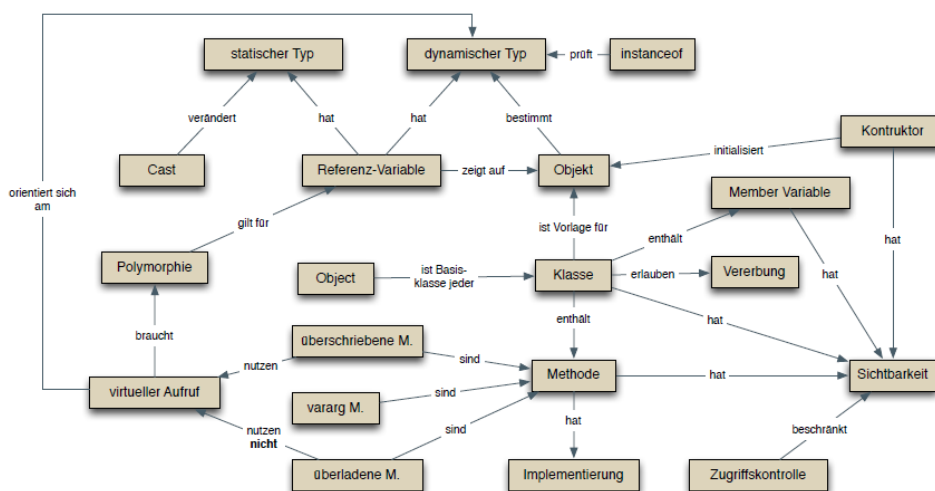 statischer Typ
dynamischer Typ
prüft
instanceof
verändert
hat
hat
bestimmt
Kontruktor
initialisiert
Cast
Referenz-Variable
zeigt auf
Objekt
orientiert sich
am
Member Variable
gilt für
ist Vorlage für
enthält
hat
Polymorphie
Object
ist Basis-
klasse jeder
Klasse
erlauben
Vererbung
hat
enthält
hat
braucht
überschriebene M.
sind
nutzen
virtueller Aufruf
Methode
hat
Sichtbarkeit
vararg M.
sind
nutzen
nicht
sind
hat
beschränkt
überladene M.
Implementierung
Zugriffskontrolle